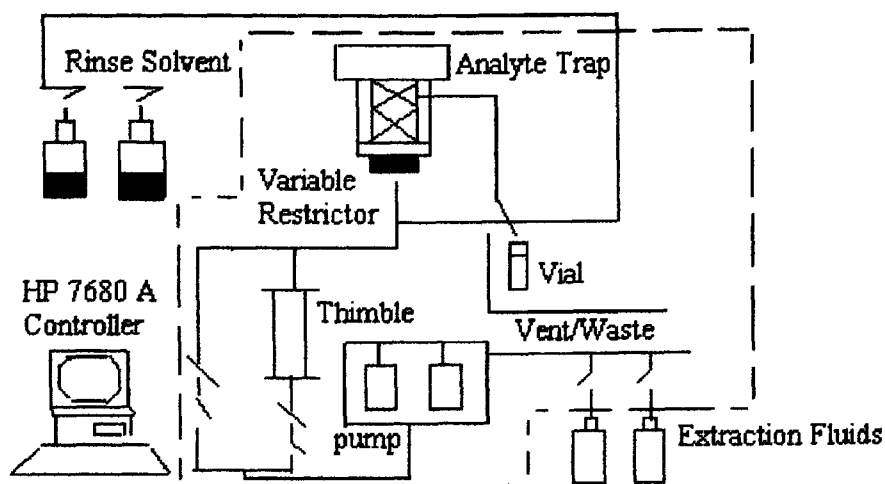 Rinse Solvent
Analyte Trap
Variable
Restrictor
Vial
HP 7680 A
Controller
Thimble
Vent/Waste
pump
Extraction Fluids